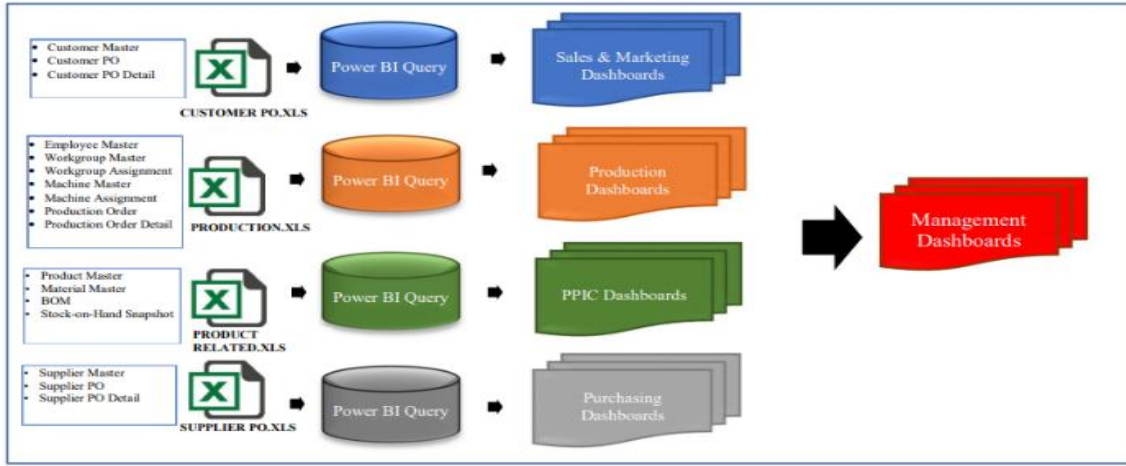 Customer Master
Customer PO
Customer PO Detail
CUSTOMER PO.XLS
Power BI Query
Sales & Marketing
Dashboards
Employee Master
Workgroup Master
Workgroup Assignment
Machine Master
Machine Assignment
Production Order
Production Order Detail
PRODUCTION.XLS
Power BI Query
Production
Dashboards
Management
Dashboards
Product Master
Material Master
BOM
Stock-on-Hand Snapshot
PRODUCT
RELATED.XLS
Power BI Query
PPIC Dashboards
Supplier Master
Supplier PO
Supplier PO Detail
SUPPLIER PO.XLS
Power BI Query
Purchasing
Dashboards